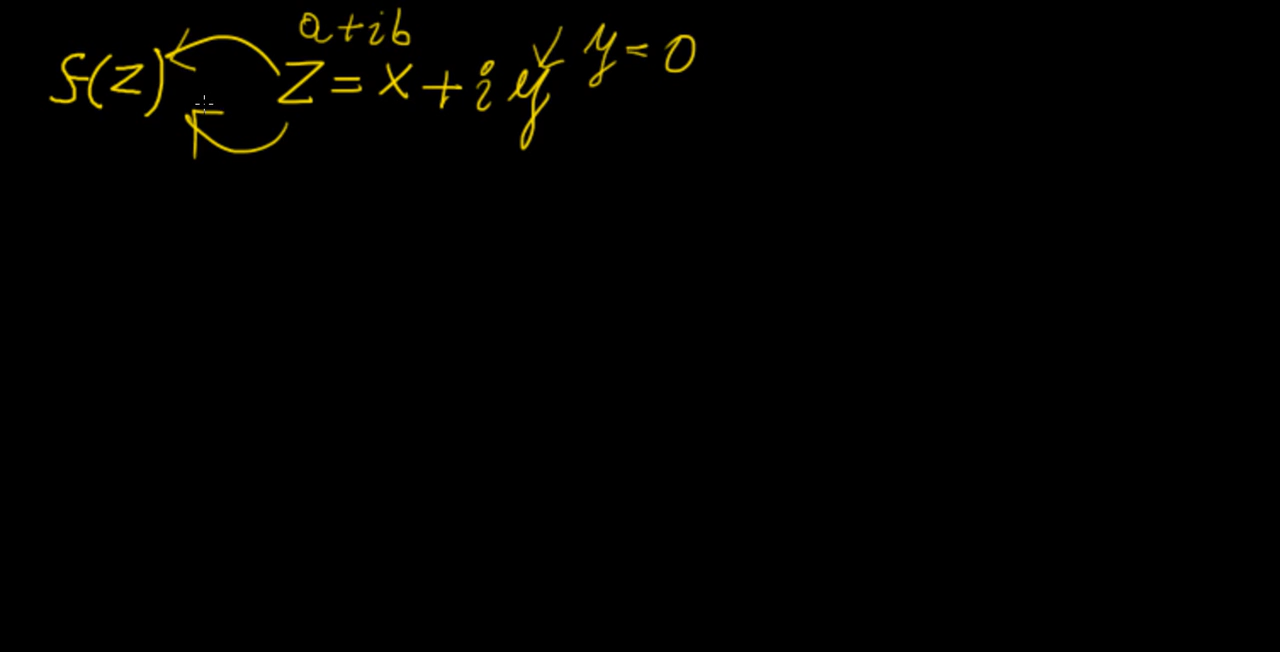 a+ib
f(z) z = x + iy y = 0